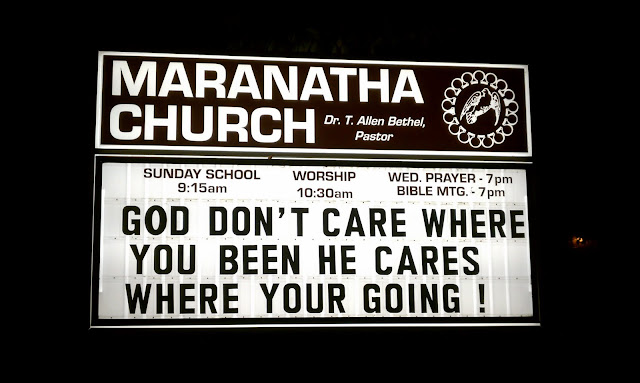 MARANATHA
CHURCH
Dr. T. Allen Bethel,
Pastor
SUNDAY SCHOOL
9:15am
WORSHIP
10:30am
WED. PRAYER - 7pm
BIBLE MTG. - 7pm
GOD DON'T CARE WHERE
YOU BEEN HE CARES
WHERE YOUR GOING !